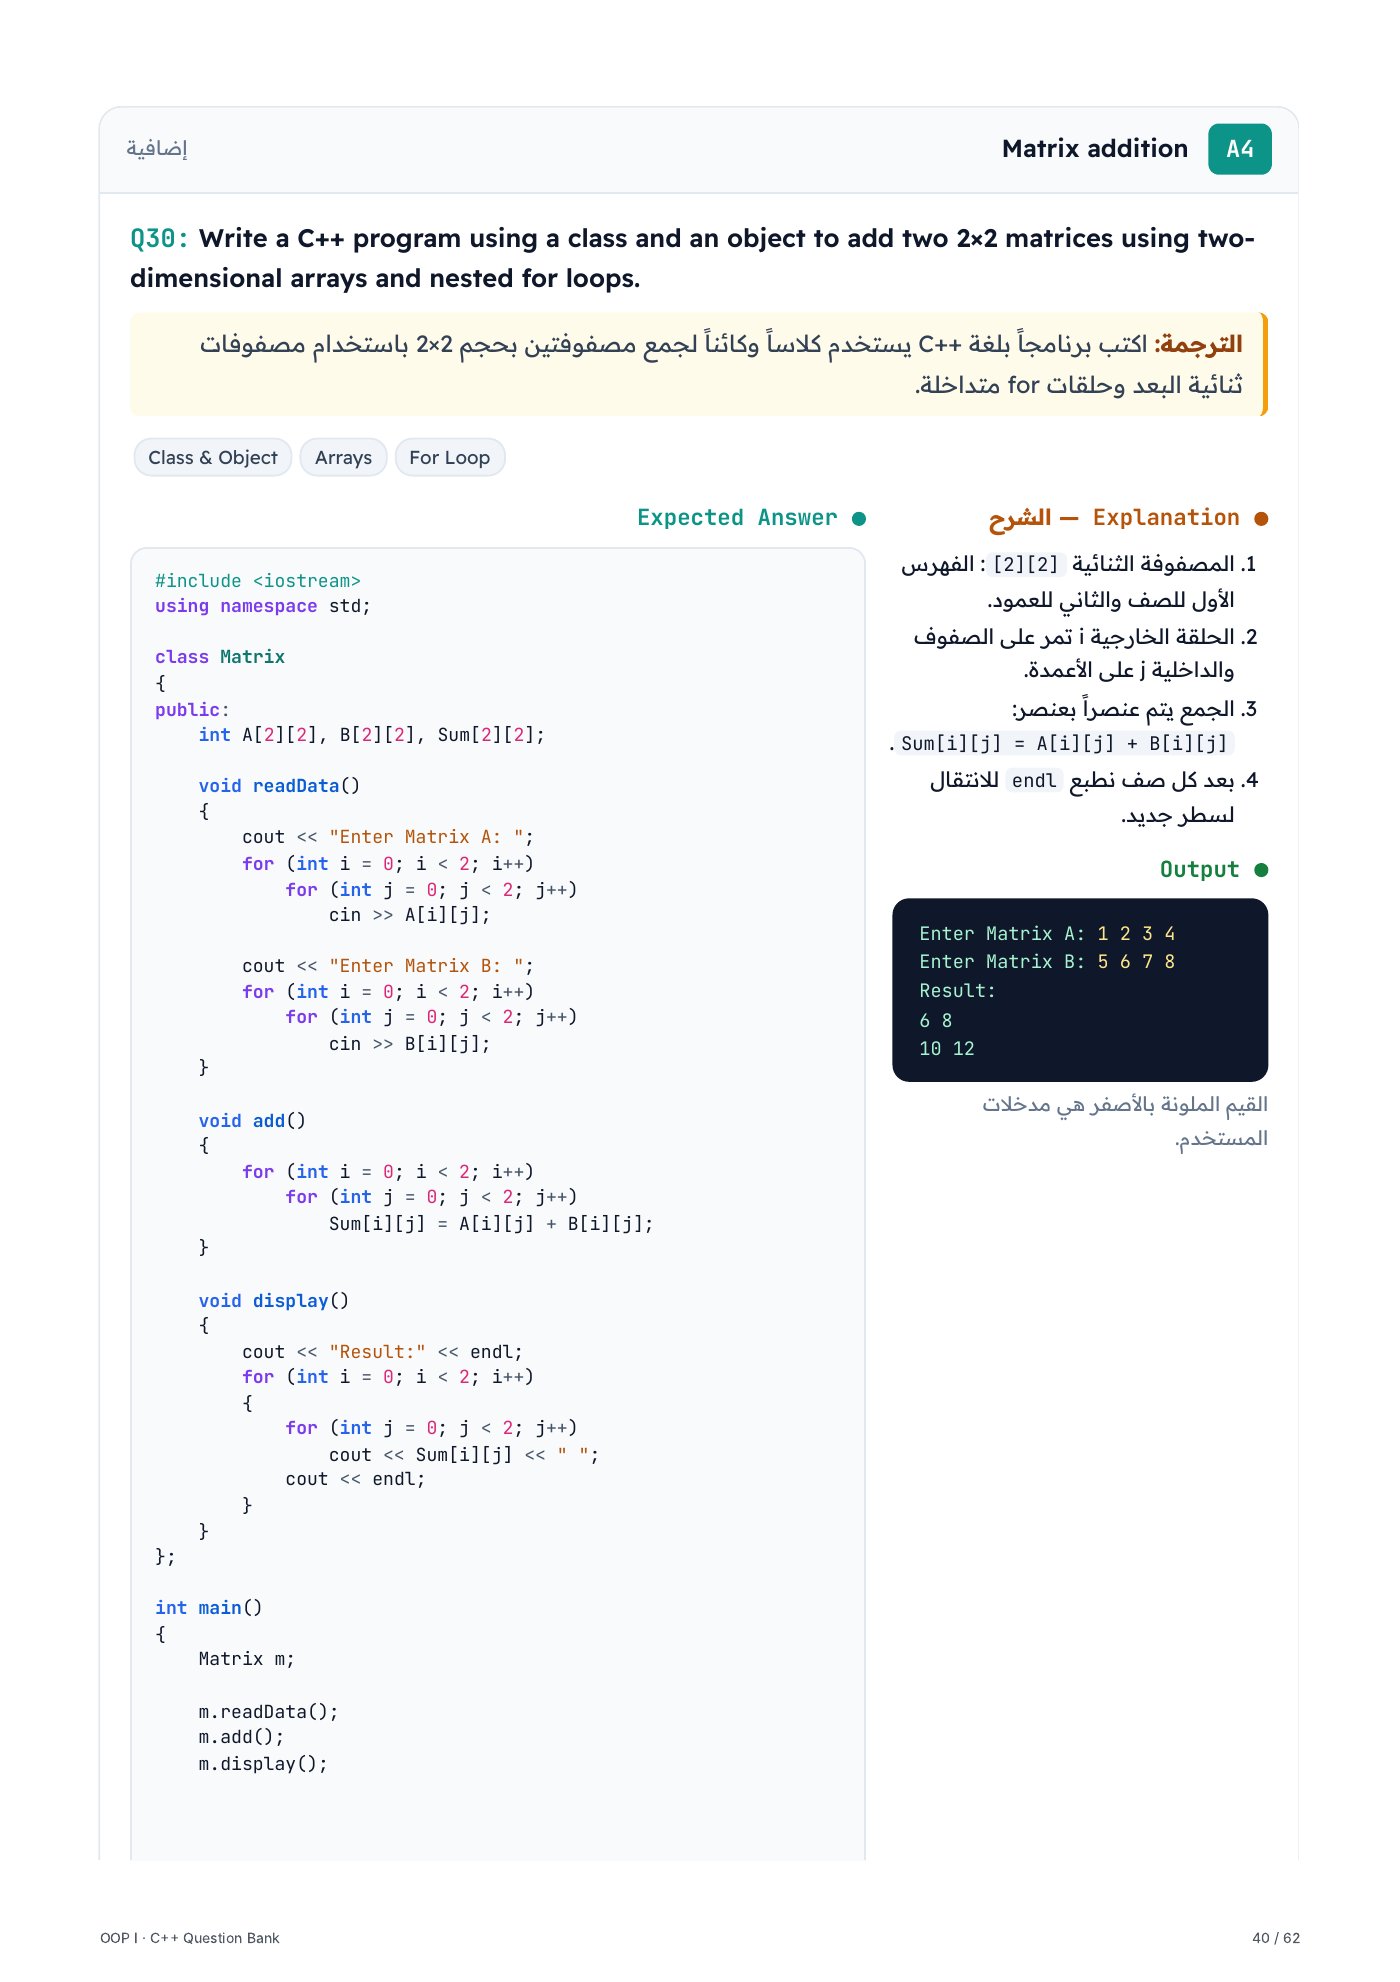 A4 Matrix addition إضافية
Q30: Write a C++ program using a class and an object to add two 2×2 matrices using two-
dimensional arrays and nested for loops.
الترجمة: اكتب برنامجاً بلغة C++ يستخدم كلاساً وكائناً لجمع مصفوفتين بحجم 2×2 باستخدام مصفوفات
ثنائية البعد وحلقات for متداخلة.
Class & Object Arrays For Loop
Expected Answer
#include <iostream>
using namespace std;

class Matrix
{
public:
    int A[2][2], B[2][2], Sum[2][2];

    void readData()
    {
        cout << "Enter Matrix A: ";
        for (int i = 0; i < 2; i++)
            for (int j = 0; j < 2; j++)
                cin >> A[i][j];

        cout << "Enter Matrix B: ";
        for (int i = 0; i < 2; i++)
            for (int j = 0; j < 2; j++)
                cin >> B[i][j];
    }

    void add()
    {
        for (int i = 0; i < 2; i++)
            for (int j = 0; j < 2; j++)
                Sum[i][j] = A[i][j] + B[i][j];
    }

    void display()
    {
        cout << "Result:" << endl;
        for (int i = 0; i < 2; i++)
        {
            for (int j = 0; j < 2; j++)
                cout << Sum[i][j] << " ";
            cout << endl;
        }
    }
};

int main()
{
    Matrix m;

    m.readData();
    m.add();
    m.display();
Explanation — الشرح
1. المصفوفة الثنائية [2][2]: الفهرس
الأول للصف والثاني للعمود.
2. الحلقة الخارجية i تمر على الصفوف
والداخلية j على الأعمدة.
3. الجمع يتم عنصراً بعنصر:
Sum[i][j] = A[i][j] + B[i][j].
4. بعد كل صف نطبع endl للانتقال
لسطر جديد.
Output
Enter Matrix A: 1 2 3 4
Enter Matrix B: 5 6 7 8
Result:
6 8
10 12
القيم الملونة بالأصفر هي مدخلات
المستخدم.
OOP I · C++ Question Bank
40 / 62